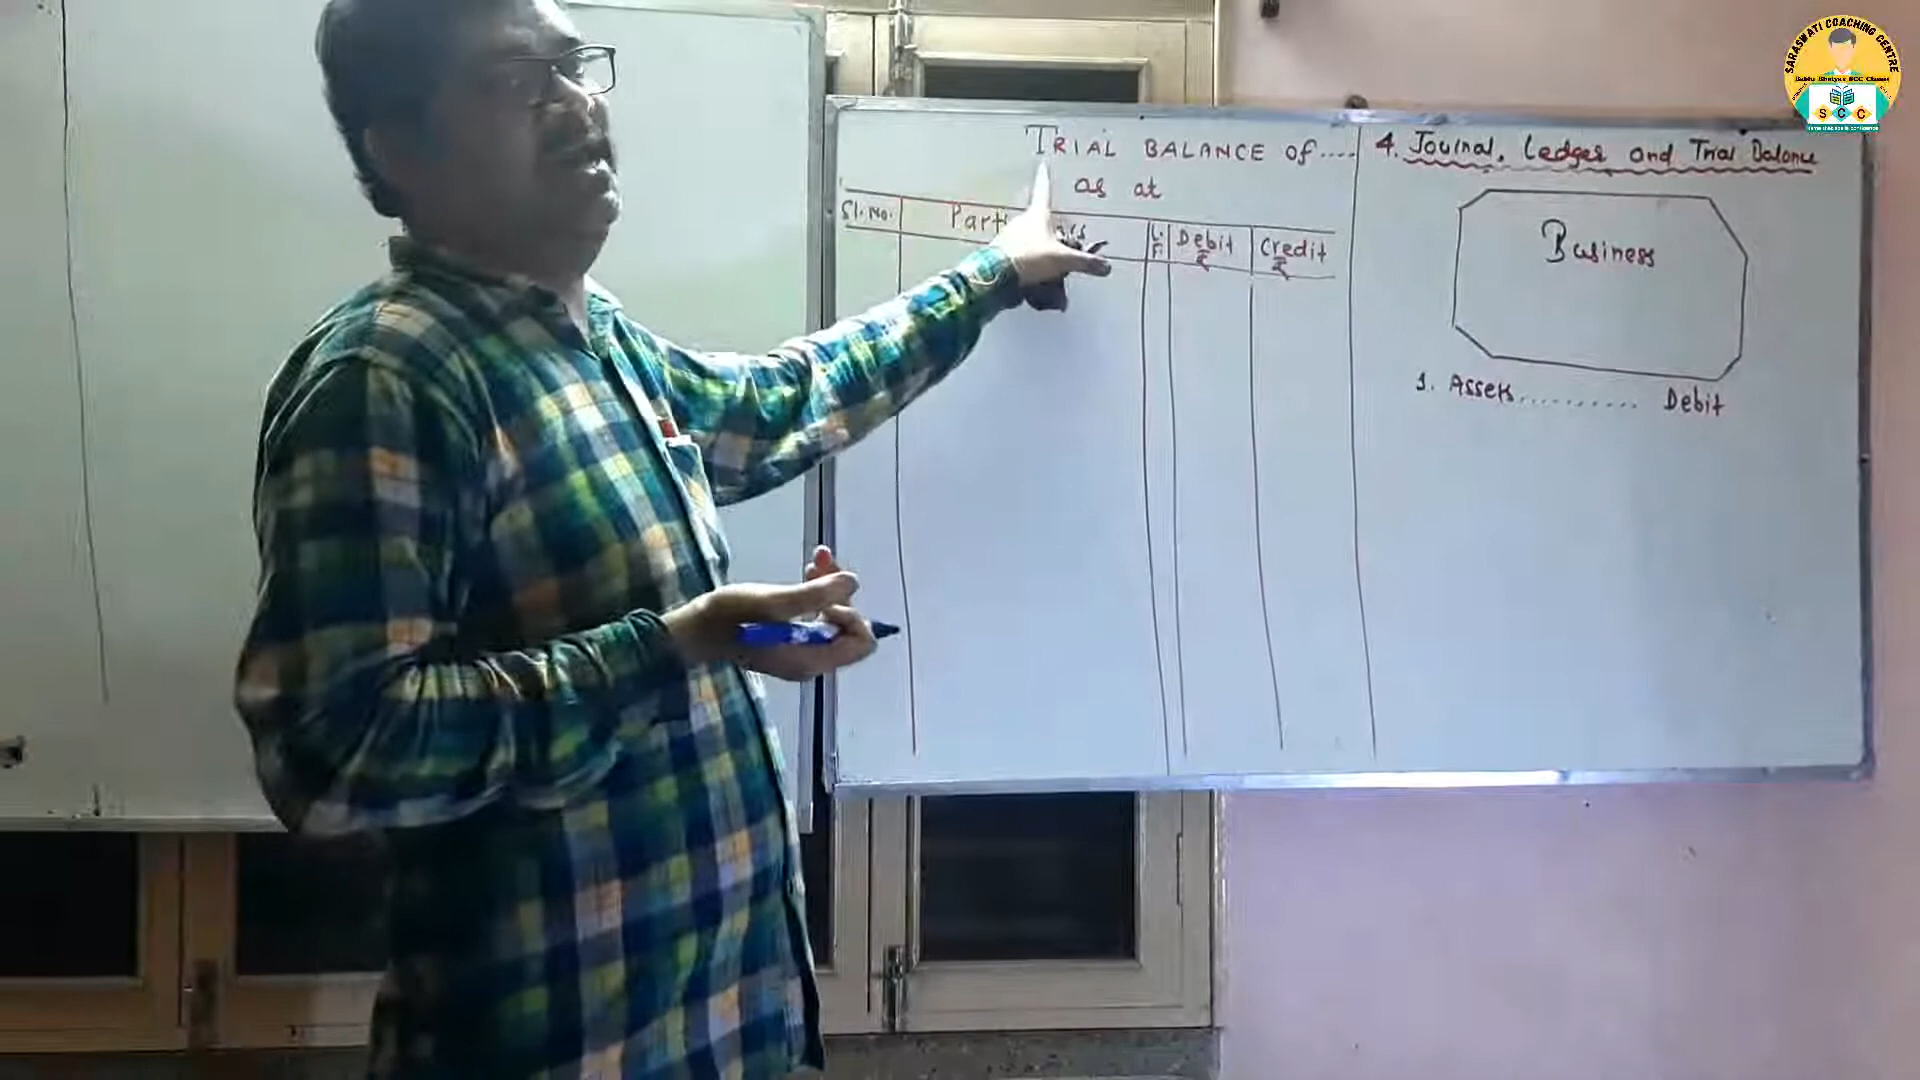 TRIAL BALANCE of....
as at
Sl. No.
L.F.
Debit ₹
Credit ₹
4. Journal, Ledger and Trial Balance
Business
1. Assets.......... Debit
SARASWATI COACHING CENTRE
SCC